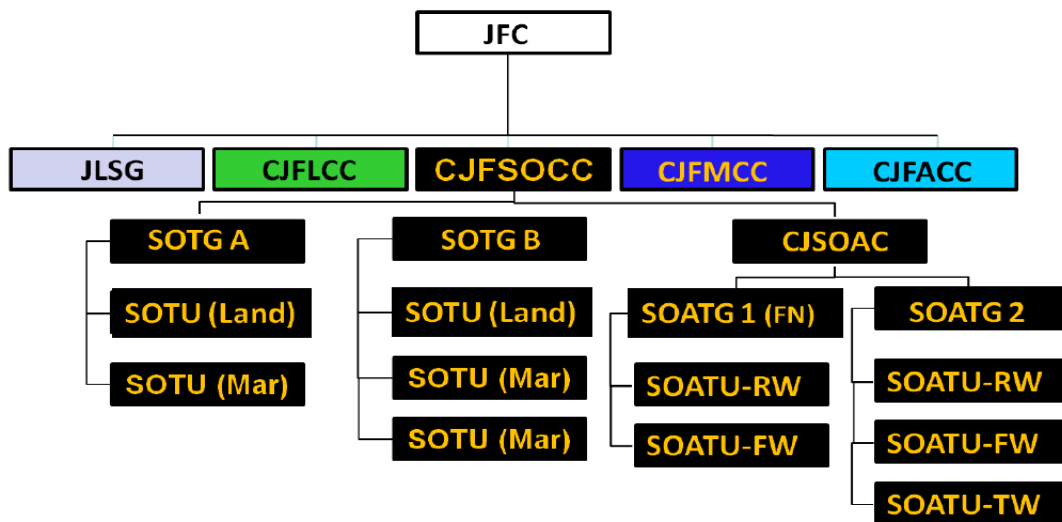 JFC
JLSG
CJFLCC
CJFSOCC
CJFMCC
CJFACC
SOTG A
SOTU (Land)
SOTU (Mar)
SOTG B
SOTU (Land)
SOTU (Mar)
SOTU (Mar)
CJSOAC
SOATG 1 (FN)
SOATU-RW
SOATU-FW
SOATG 2
SOATU-RW
SOATU-FW
SOATU-TW